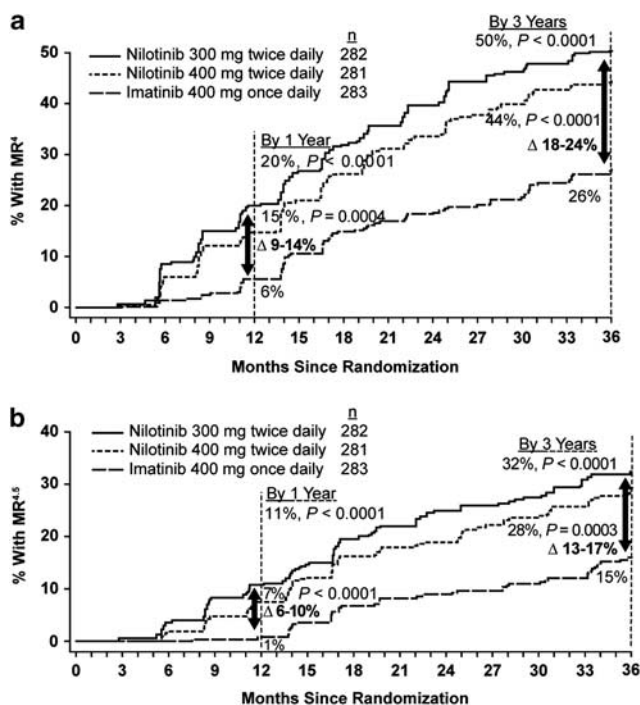 a
n
Nilotinib 300 mg twice daily 282
Nilotinib 400 mg twice daily 281
Imatinib 400 mg once daily 283
By 3 Years
50%, P < 0.0001
By 1 Year
20%, P < 0.0001
44%, P < 0.0001
Δ 18-24%
15 %, P = 0.0004
Δ 9-14%
26%
6%
% With MR4
50
40
30
20
10
0
0 3 6 9 12 15 18 21 24 27 30 33 36
Months Since Randomization
b
n
Nilotinib 300 mg twice daily 282
Nilotinib 400 mg twice daily 281
Imatinib 400 mg once daily 283
By 3 Years
32%, P < 0.0001
By 1 Year
11%, P < 0.0001
28%, P = 0.0003
Δ 13-17%
7%, P < 0.0001
Δ 6-10%
15%
1%
% With MR4.5
40
30
20
10
0
0 3 6 9 12 15 18 21 24 27 30 33 36
Months Since Randomization